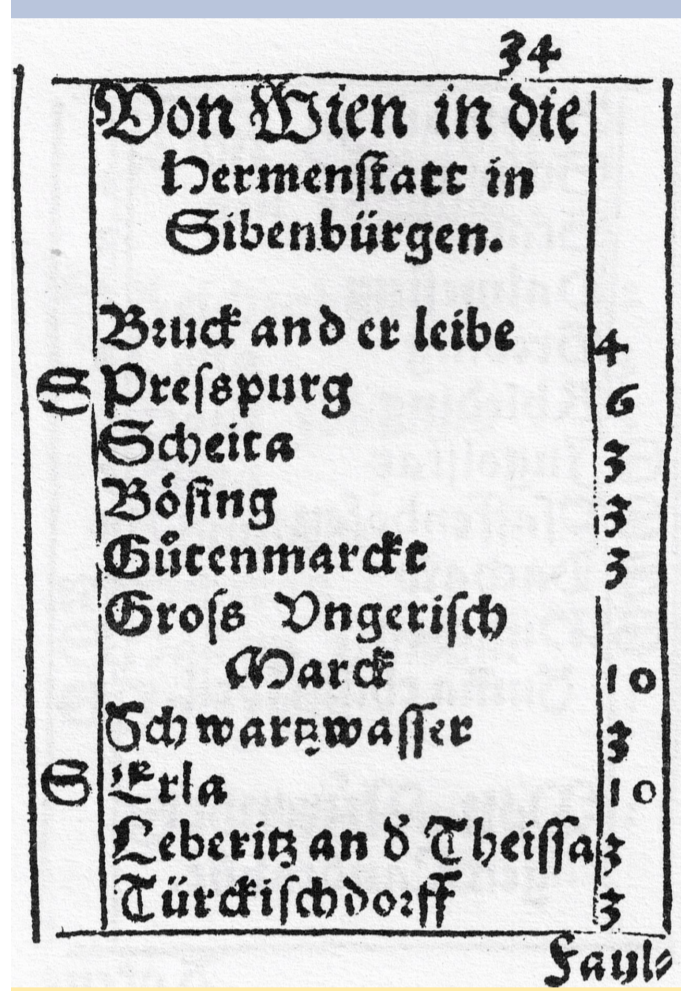 34
Von Wien in die
Hermenstatt in
Sibenbürgen.
Bruck and er leibe 4
S Presspurg 6
Scheita 3
Bösing 3
Gůtenmarckt 3
Gross Vngerisch
Marck 10
Schwartzwasser 3
S Erla 10
Leberitz an d̕ Theissa 3
Türckischdorff 3
Fayl⸗